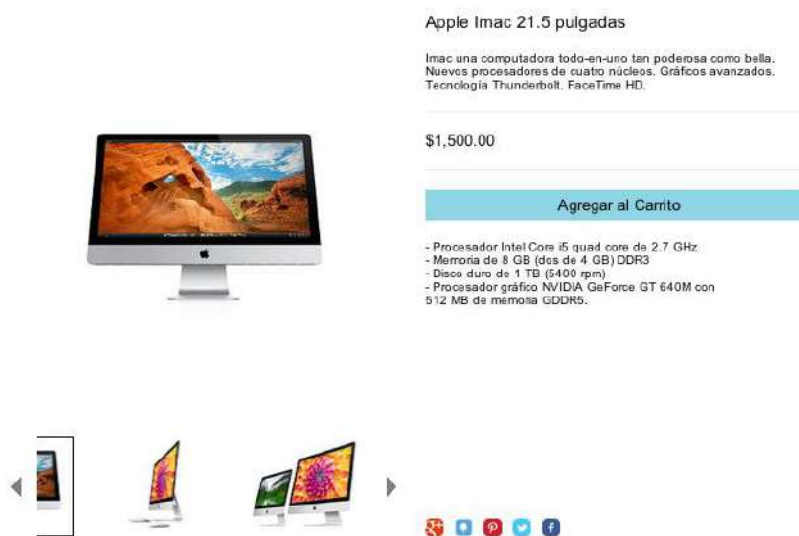 Apple Imac 21.5 pulgadas
Imac una computadora todo-en-uno tan poderosa como bella.
Nuevos procesadores de cuatro núcleos. Gráficos avanzados.
Tecnología Thunderbolt. FaceTime HD.
$1,500.00
Agregar al Carrito
- Procesador Intel Core i5 quad core de 2.7 GHz
- Memoria de 8 GB (dos de 4 GB) DDR3
- Disco duro de 1 TB (5400 rpm)
- Procesador gráfico NVIDIA GeForce GT 640M con
512 MB de memoria GDDR5.